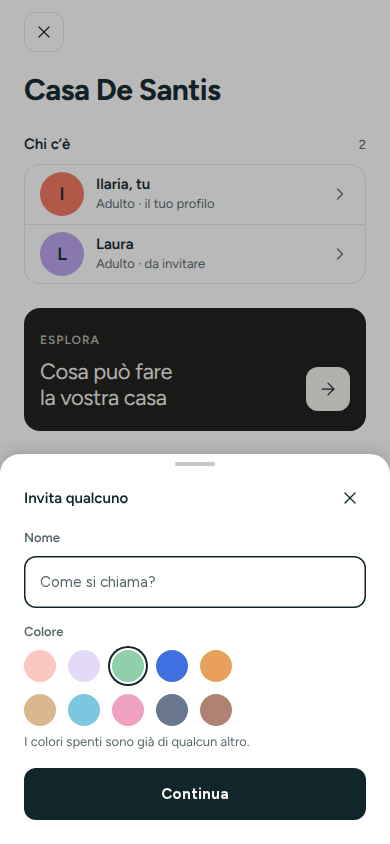 Casa De Santis
Chi c’è
2
I
Ilaria, tu
Adulto · il tuo profilo
L
Laura
Adulto · da invitare
ESPLORA
Cosa può fare
la vostra casa
Invita qualcuno
Nome
Come si chiama?
Colore
I colori spenti sono già di qualcun altro.
Continua